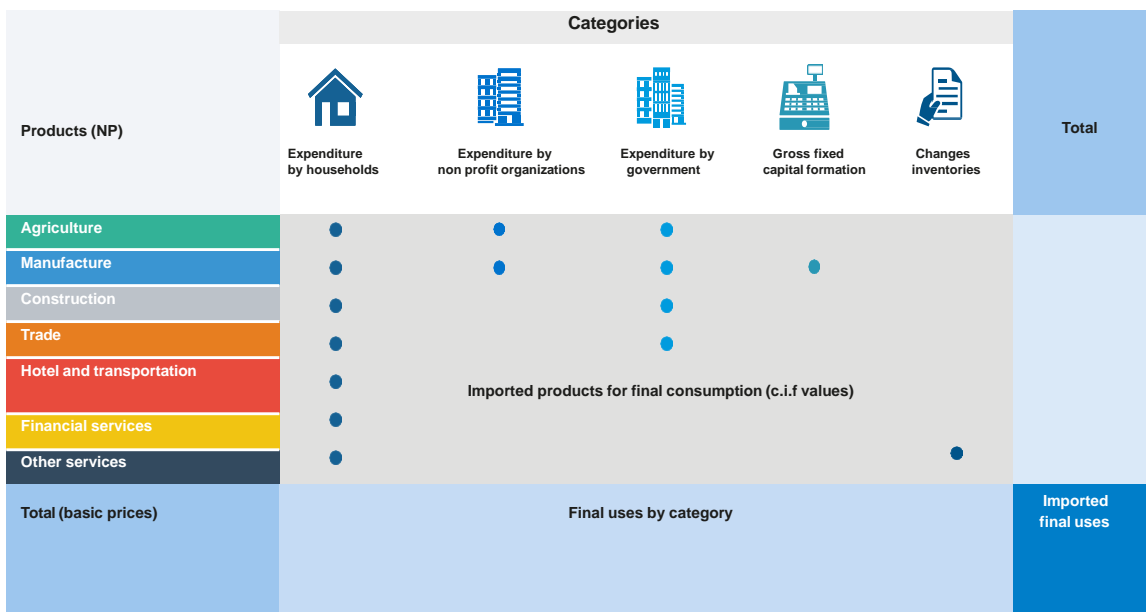 Categories
Products (NP)
Total
Expenditure
by households
Expenditure by
non profit organizations
Expenditure by
government
Gross fixed
capital formation
Changes
inventories
Agriculture
Manufacture
Construction
Trade
Hotel and transportation
Imported products for final consumption (c.i.f values)
Financial services
Other services
Total (basic prices)
Final uses by category
Imported
final uses